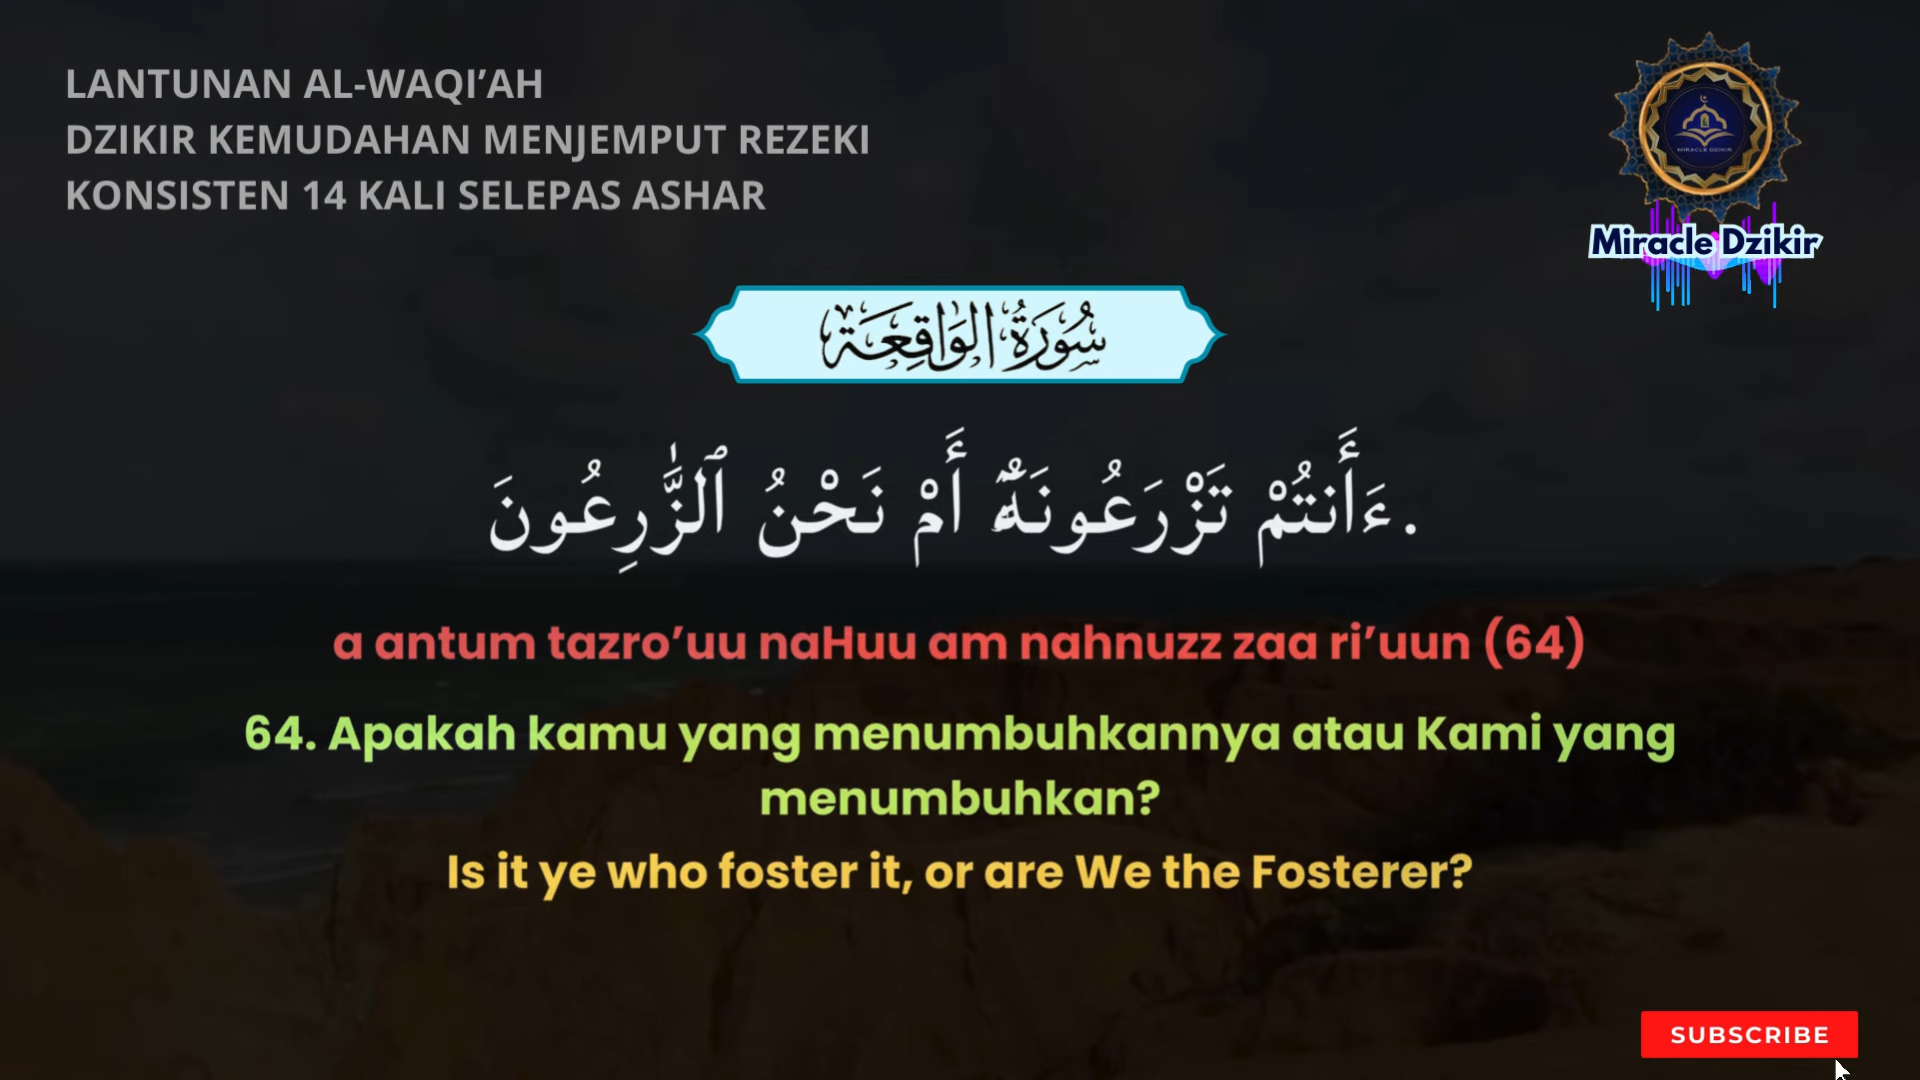 LANTUNAN AL-WAQI’AH
DZIKIR KEMUDAHAN MENJEMPUT REZEKI
KONSISTEN 14 KALI SELEPAS ASHAR
MIRACLE DZIKIR
Miracle Dzikir
سُورَةُ الوَاقِعَة
ءَأَنتُمْ تَزْرَعُونَهُۥٓ أَمْ نَحْنُ ٱلزَّٰرِعُونَ.
a antum tazro’uu naHuu am nahnuzz zaa ri’uun (64)
64. Apakah kamu yang menumbuhkannya atau Kami yang
menumbuhkan?
Is it ye who foster it, or are We the Fosterer?
SUBSCRIBE